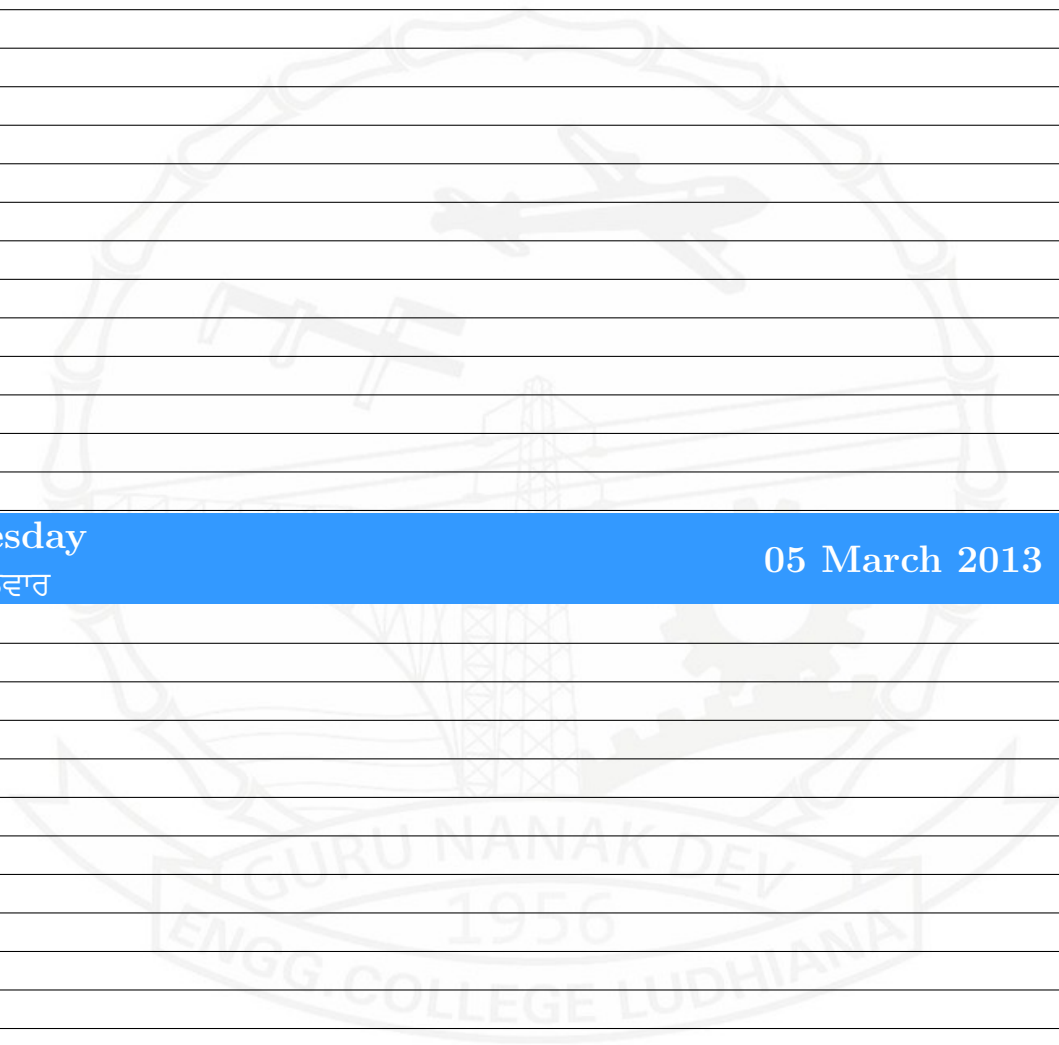 esday
05 March 2013
ਵਾਰ
GURU NANAK DEV
1956
ENGG. COLLEGE LUDHIANA